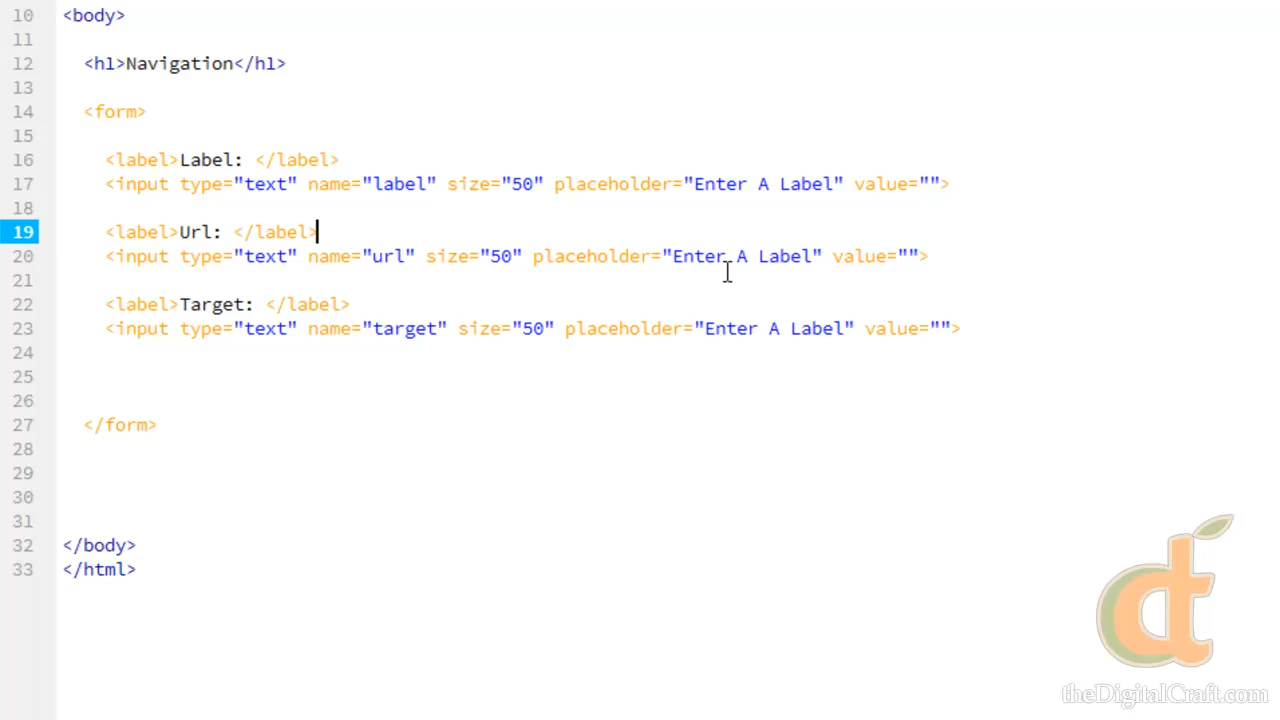 10 <body>
11
12 <h1>Navigation</h1>
13
14 <form>
15
16 <label>Label: </label>
17 <input type="text" name="label" size="50" placeholder="Enter A Label" value="">
18
19 <label>Url: </label>
20 <input type="text" name="url" size="50" placeholder="Enter A Label" value="">
21
22 <label>Target: </label>
23 <input type="text" name="target" size="50" placeholder="Enter A Label" value="">
24
25
26
27 </form>
28
29
30
31
32 </body>
33 </html>
dt
theDigitalCraft.com